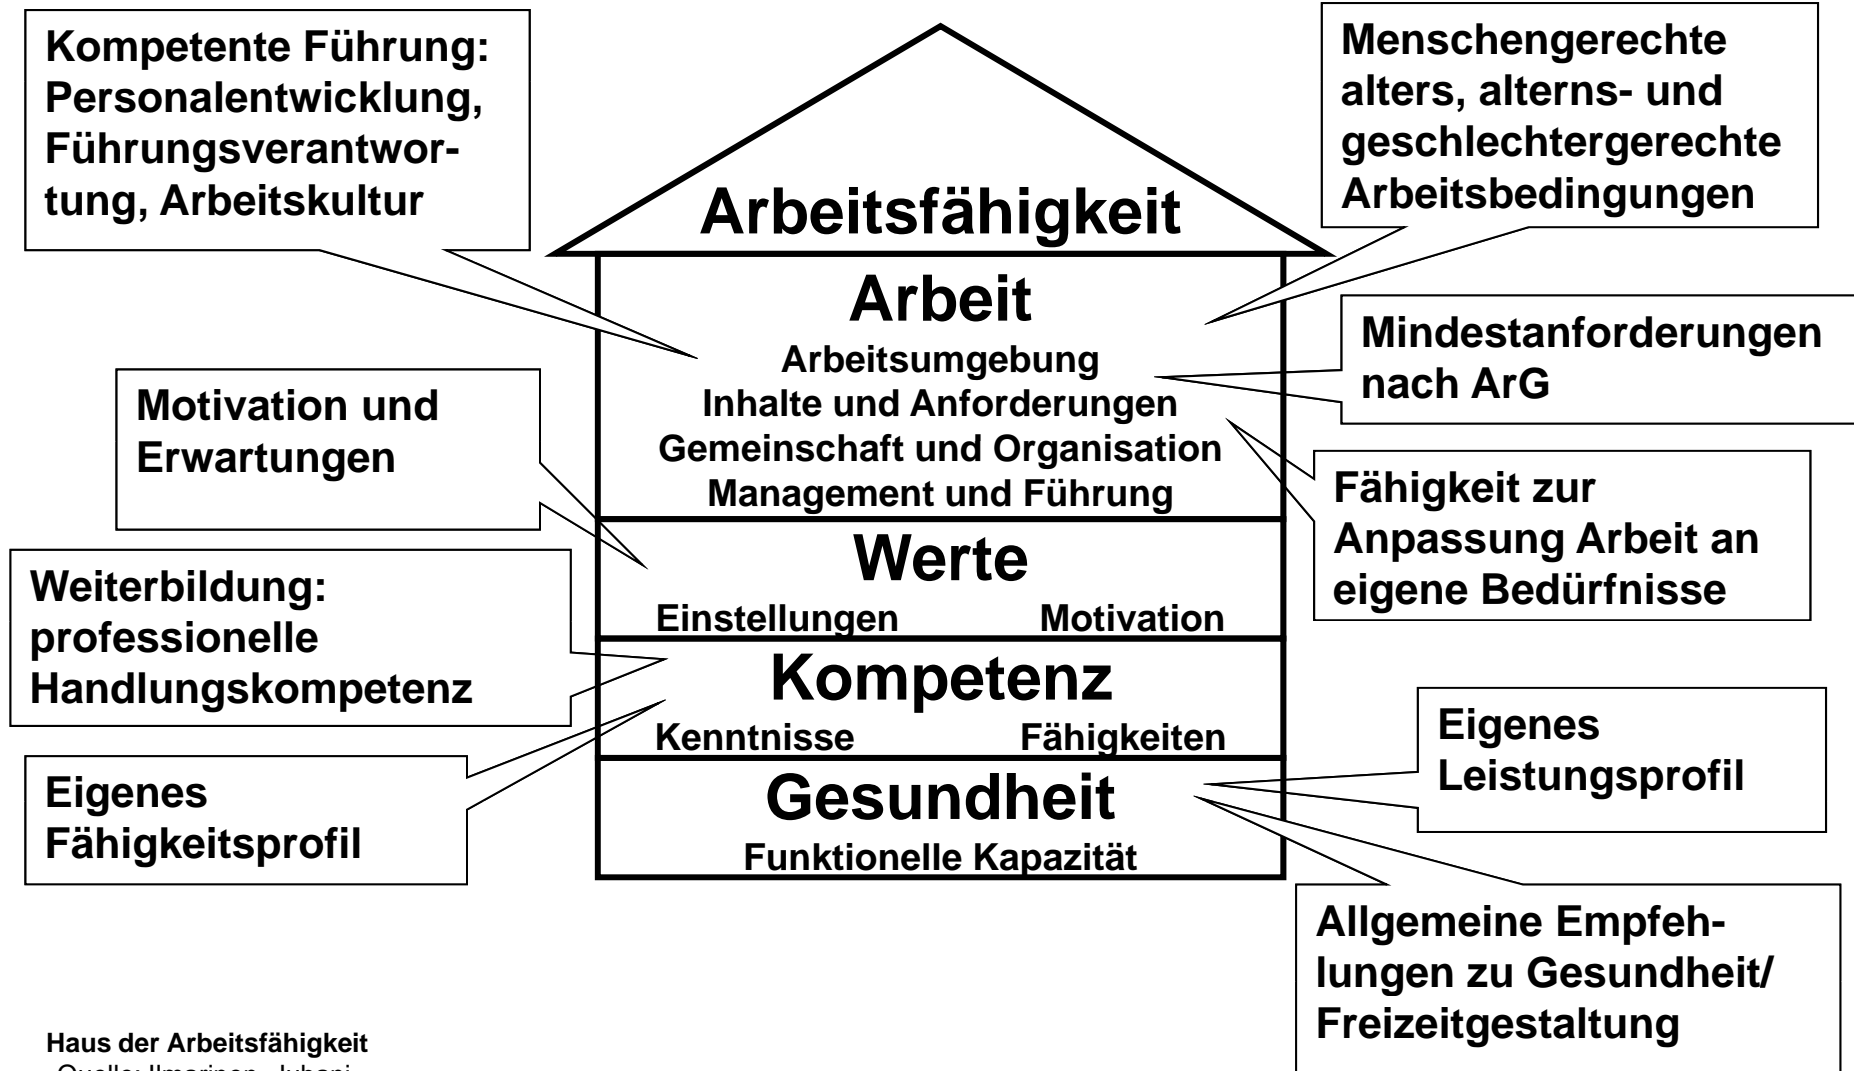 Kompetente Führung:
Personalentwicklung,
Führungsverantwor-
tung, Arbeitskultur
Menschengerechte
alters, alterns- und
geschlechtergerechte
Arbeitsbedingungen
Arbeitsfähigkeit
Arbeit
Arbeitsumgebung
Inhalte und Anforderungen
Gemeinschaft und Organisation
Management und Führung
Mindestanforderungen
nach ArG
Motivation und
Erwartungen
Fähigkeit zur
Anpassung Arbeit an
eigene Bedürfnisse
Werte
Einstellungen Motivation
Weiterbildung:
professionelle
Handlungskompetenz
Kompetenz
Kenntnisse Fähigkeiten
Eigenes
Fähigkeitsprofil
Eigenes
Leistungsprofil
Gesundheit
Funktionelle Kapazität
Allgemeine Empfeh-
lungen zu Gesundheit/
Freizeitgestaltung
Haus der Arbeitsfähigkeit
Quelle: Ilmarinen, Juhani